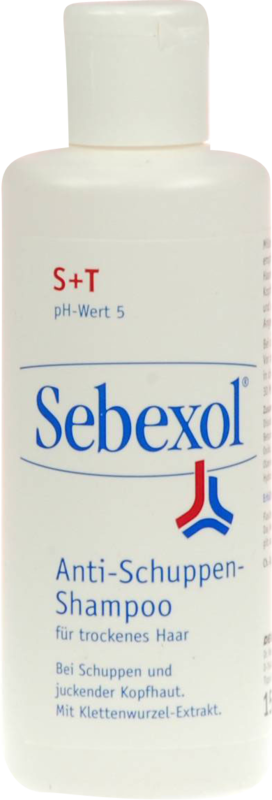 S+T
pH-Wert 5
Sebexol®
Anti-Schuppen-
Shampoo
für trockenes Haar
Bei Schuppen und
juckender Kopfhaut.
Mit Klettenwurzel-Extrakt.